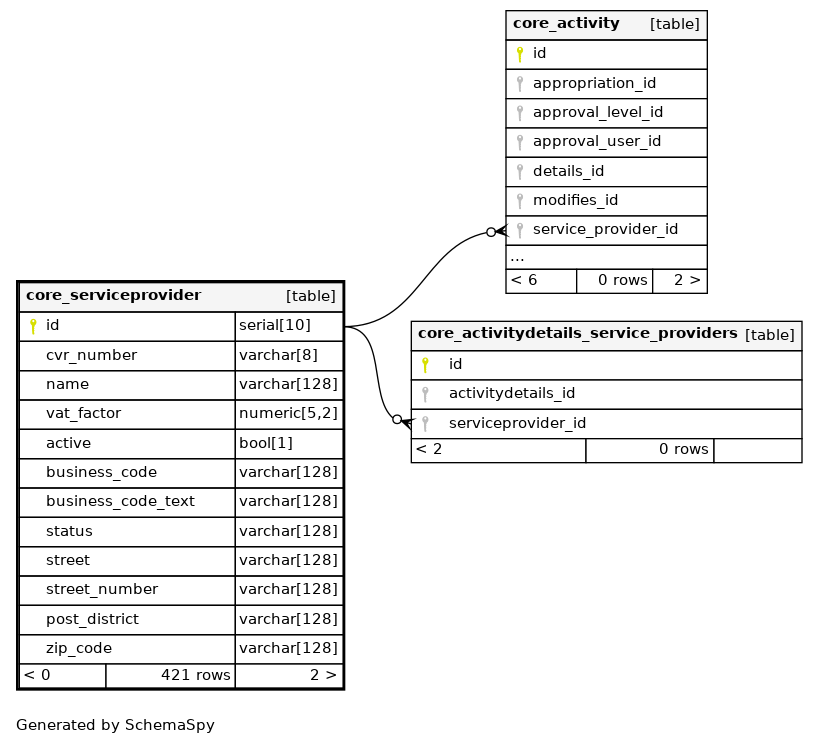 core_activity [table]
id
appropriation_id
approval_level_id
approval_user_id
details_id
modifies_id
service_provider_id
...
< 6 0 rows 2 >
core_serviceprovider [table]
id serial[10]
cvr_number varchar[8]
name varchar[128]
vat_factor numeric[5,2]
active bool[1]
business_code varchar[128]
business_code_text varchar[128]
status varchar[128]
street varchar[128]
street_number varchar[128]
post_district varchar[128]
zip_code varchar[128]
< 0 421 rows 2 >
core_activitydetails_service_providers [table]
id
activitydetails_id
serviceprovider_id
< 2 0 rows
Generated by SchemaSpy